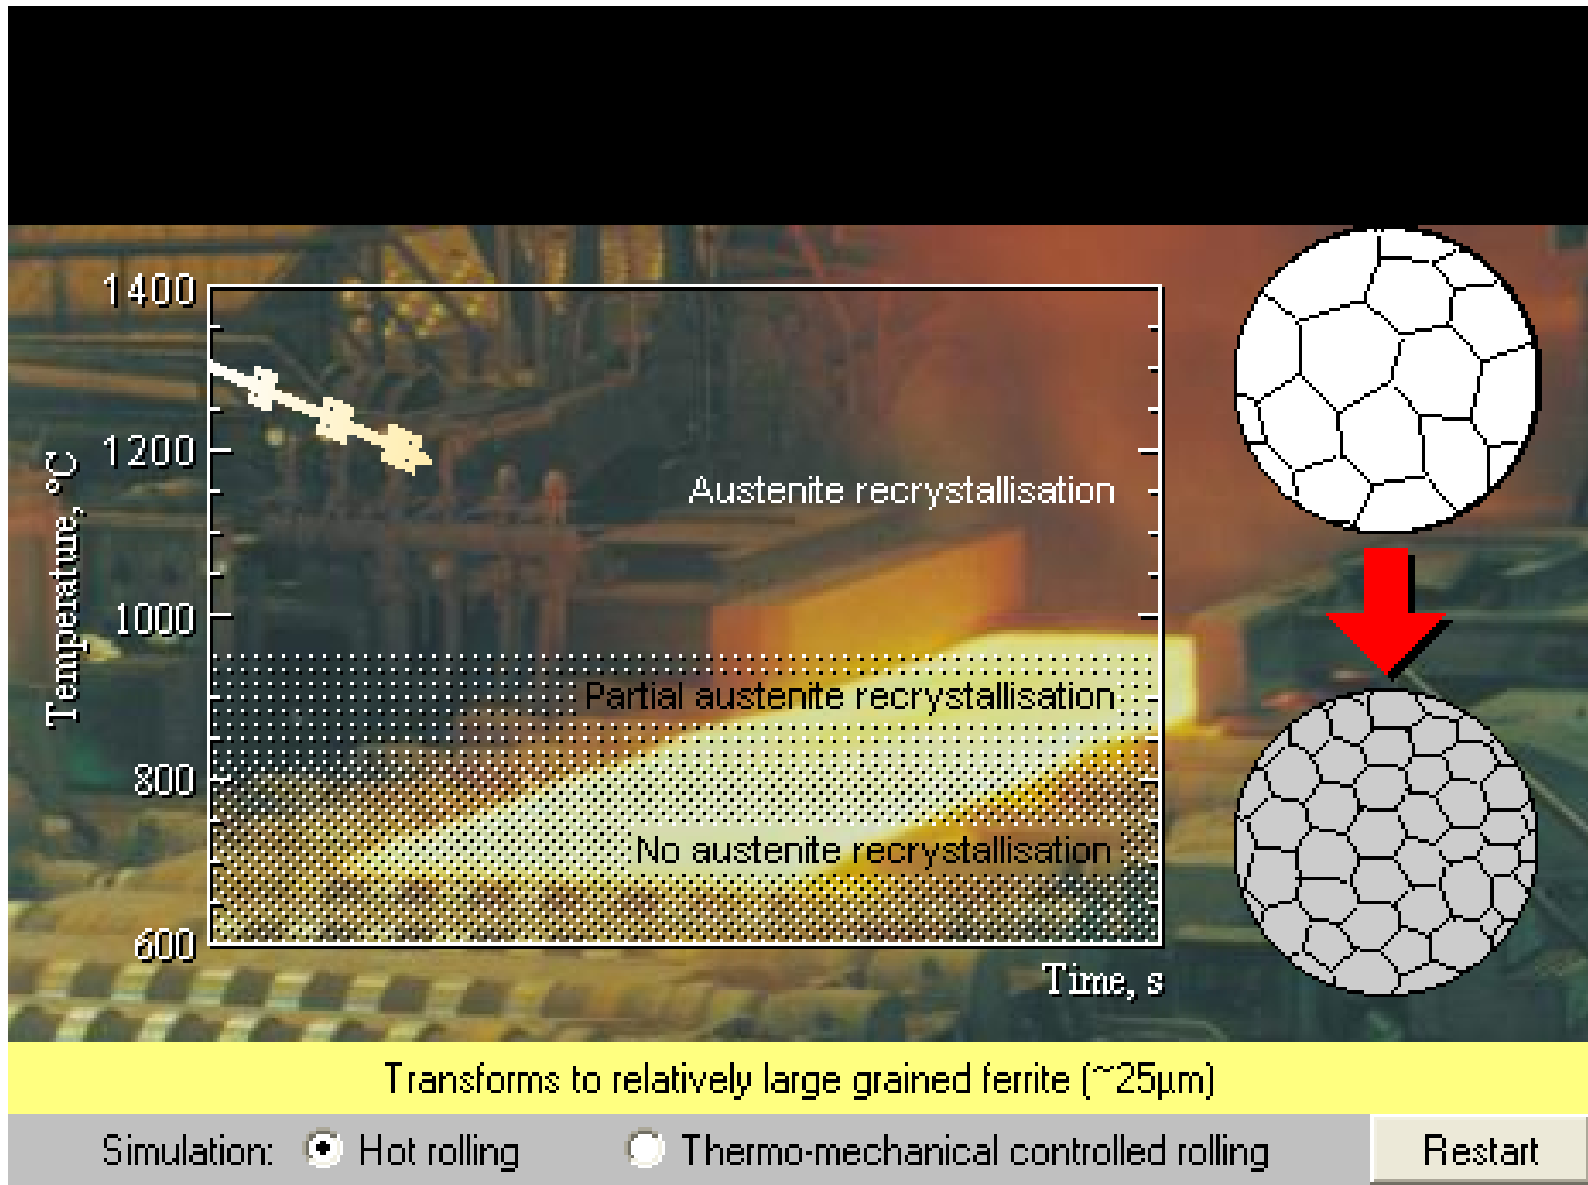 1400
1200
1000
800
600
Temperature, °C
Austenite recrystallisation
Partial austenite recrystallisation
No austenite recrystallisation
Time, s
Transforms to relatively large grained ferrite (~25µm)
Simulation: Hot rolling Thermo-mechanical controlled rolling Restart